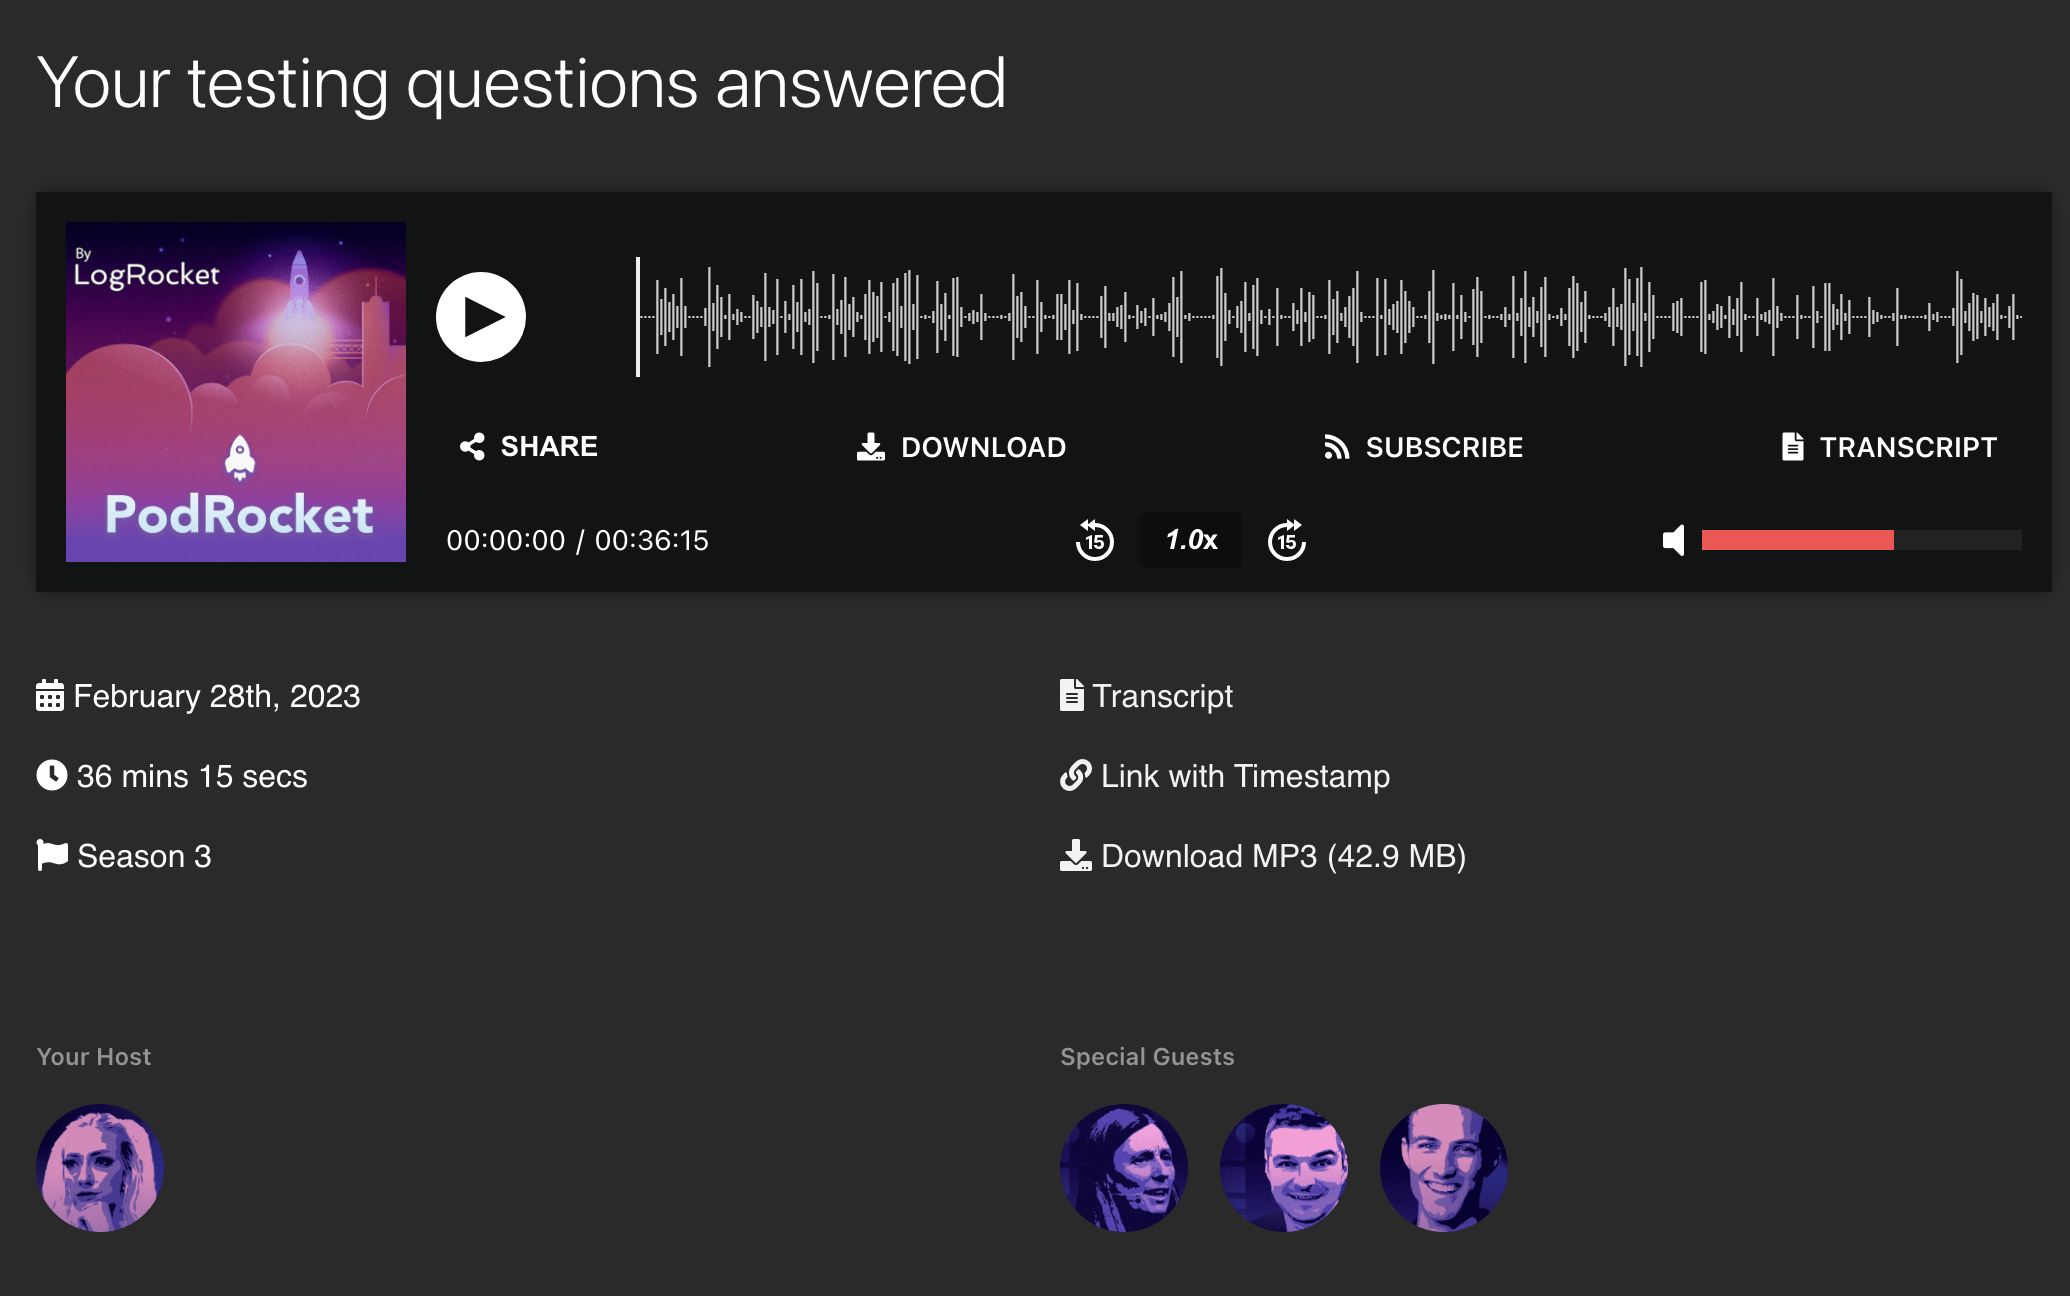 Your testing questions answered
By
LogRocket
PodRocket
SHARE
DOWNLOAD
SUBSCRIBE
TRANSCRIPT
00:00:00 / 00:36:15
15
1.0x
15
February 28th, 2023
36 mins 15 secs
Season 3
Transcript
Link with Timestamp
Download MP3 (42.9 MB)
Your Host
Special Guests